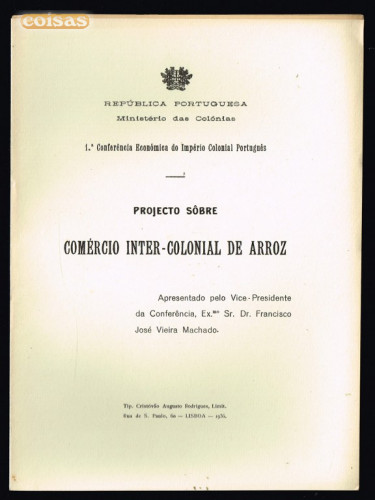 coisas
REPÚBLICA PORTUGUESA
Ministério das Colónias
1.ª Conferência Económica do Império Colonial Português
PROJECTO SÔBRE
COMÉRCIO INTER-COLONIAL DE ARROZ
Apresentado pelo Vice-Presidente
da Conferência, Ex.mo Sr. Dr. Francisco
José Vieira Machado.
Tip. Cristóvão Augusto Rodrigues, Limit.
Rua de S. Paulo, 60 — LISBOA —